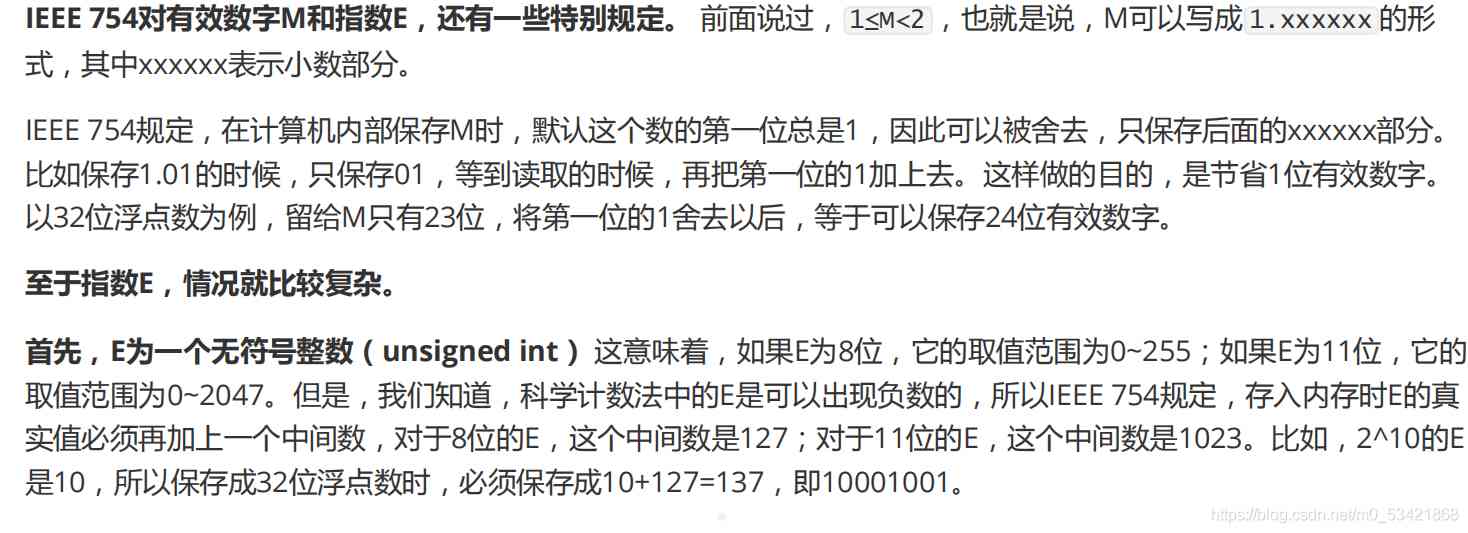 IEEE 754对有效数字M和指数E，还有一些特别规定。 前面说过， 1≤M<2 ，也就是说，M可以写成 1.xxxxxx 的形
式，其中xxxxxx表示小数部分。
IEEE 754规定，在计算机内部保存M时，默认这个数的第一位总是1，因此可以被舍去，只保存后面的xxxxxx部分。
比如保存1.01的时候，只保存01，等到读取的时候，再把第一位的1加上去。这样做的目的，是节省1位有效数字。
以32位浮点数为例，留给M只有23位，将第一位的1舍去以后，等于可以保存24位有效数字。
至于指数E，情况就比较复杂。
首先，E为一个无符号整数（unsigned int）这意味着，如果E为8位，它的取值范围为0~255；如果E为11位，它的
取值范围为0~2047。但是，我们知道，科学计数法中的E是可以出现负数的，所以IEEE 754规定，存入内存时E的真
实值必须再加上一个中间数，对于8位的E，这个中间数是127；对于11位的E，这个中间数是1023。比如，2^10的E
是10，所以保存成32位浮点数时，必须保存成10+127=137，即10001001。
https://blog.csdn.net/m0_53421868